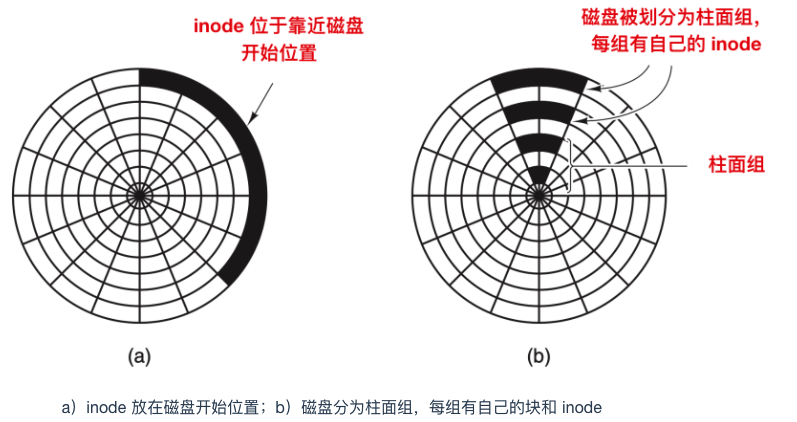 inode 位于靠近磁盘
开始位置
磁盘被划分为柱面组，
每组有自己的 inode
柱面组
(a)
(b)
a）inode 放在磁盘开始位置；b）磁盘分为柱面组，每组有自己的块和 inode